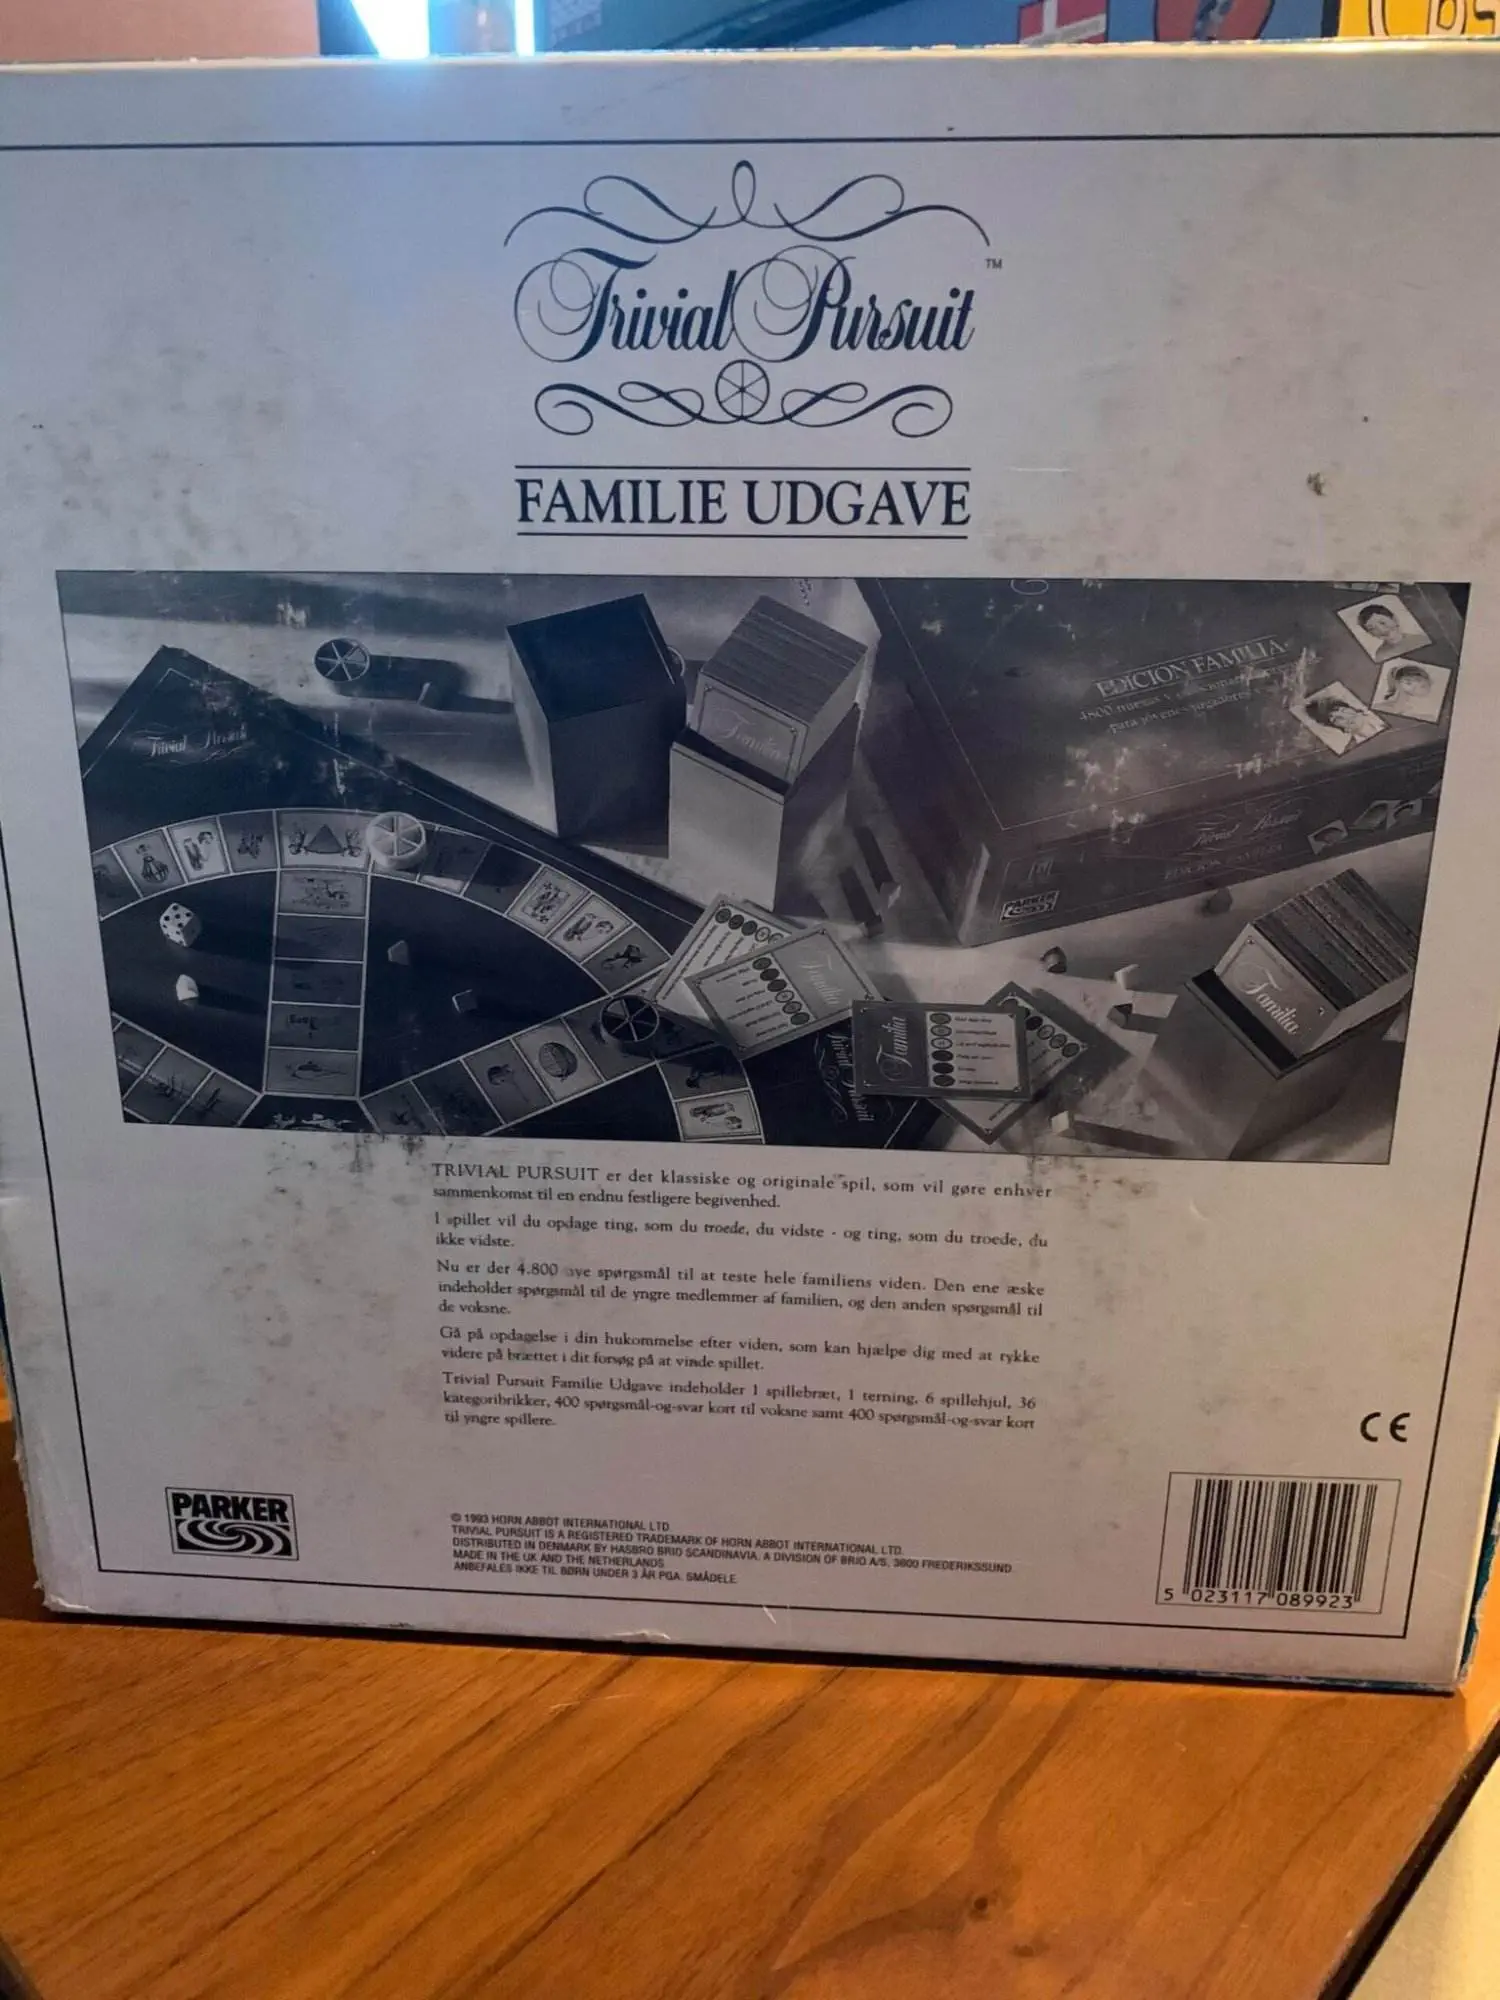 Trivial Pursuit
TM
FAMILIE UDGAVE
Trivial Pursuit
Familia
EDICION FAMILIA
4800 nuevas y
para jóvenes jugadores
PARKER
Familia
Familia
Familia
TRIVIAL PURSUIT er det klassiske og originale spil, som vil gøre enhver
sammenkomst til en endnu festligere begivenhed.
I spillet vil du opdage ting, som du troede, du vidste - og ting, som du troede, du
ikke vidste.
Nu er der 4.800 nye spørgsmål til at teste hele familiens viden. Den ene æske
indeholder spørgsmål til de yngre medlemmer af familien, og den anden spørgsmål til
de voksne.
Gå på opdagelse i din hukommelse efter viden, som kan hjælpe dig med at rykke
videre på brættet i dit forsøg på at vinde spillet.
Trivial Pursuit Familie Udgave indeholder 1 spillebræt, 1 terning, 6 spillehjul, 36
kategoribrikker, 400 spørgsmål-og-svar kort til voksne samt 400 spørgsmål-og-svar kort
til yngre spillere.
CE
PARKER
© 1993 HORN ABBOT INTERNATIONAL LTD.
TRIVIAL PURSUIT IS A REGISTERED TRADEMARK OF HORN ABBOT INTERNATIONAL LTD.
DISTRIBUTED IN DENMARK BY HASBRO BRIO SCANDINAVIA. A DIVISION OF BRIO A/S, 3600 FREDERIKSSUND
MADE IN THE UK AND THE NETHERLANDS
ANBEFALES IKKE TIL BØRN UNDER 3 ÅR PGA. SMÅDELE
5 023117 089923